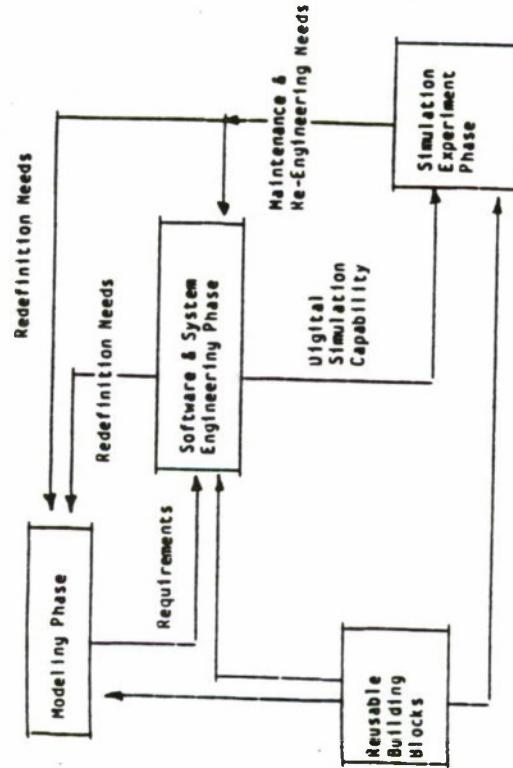 Redefinition Needs
Modeling Phase
Redefinition Needs
Requirements
Software & System
Engineering Phase
Maintenance &
Re-Engineering Needs
Digital
Simulation
Capability
Reusable
Building
Blocks
Simulation
Experiment
Phase